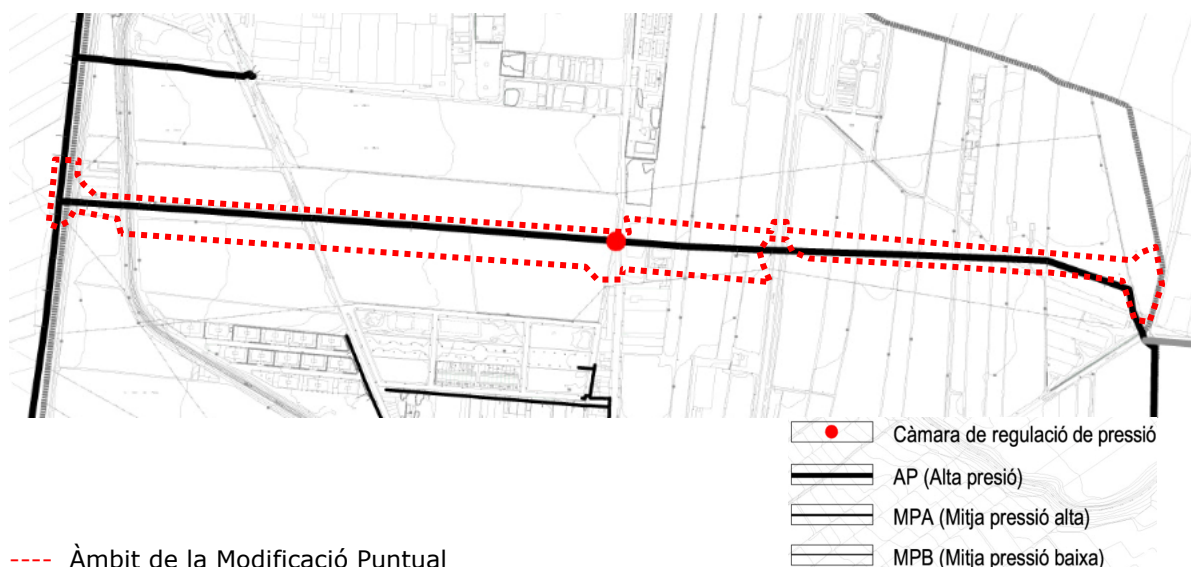 Càmara de regulació de pressió
AP (Alta presió)
MPA (Mitja pressió alta)
MPB (Mitja pressió baixa)
Àmbit de la Modificació Puntual